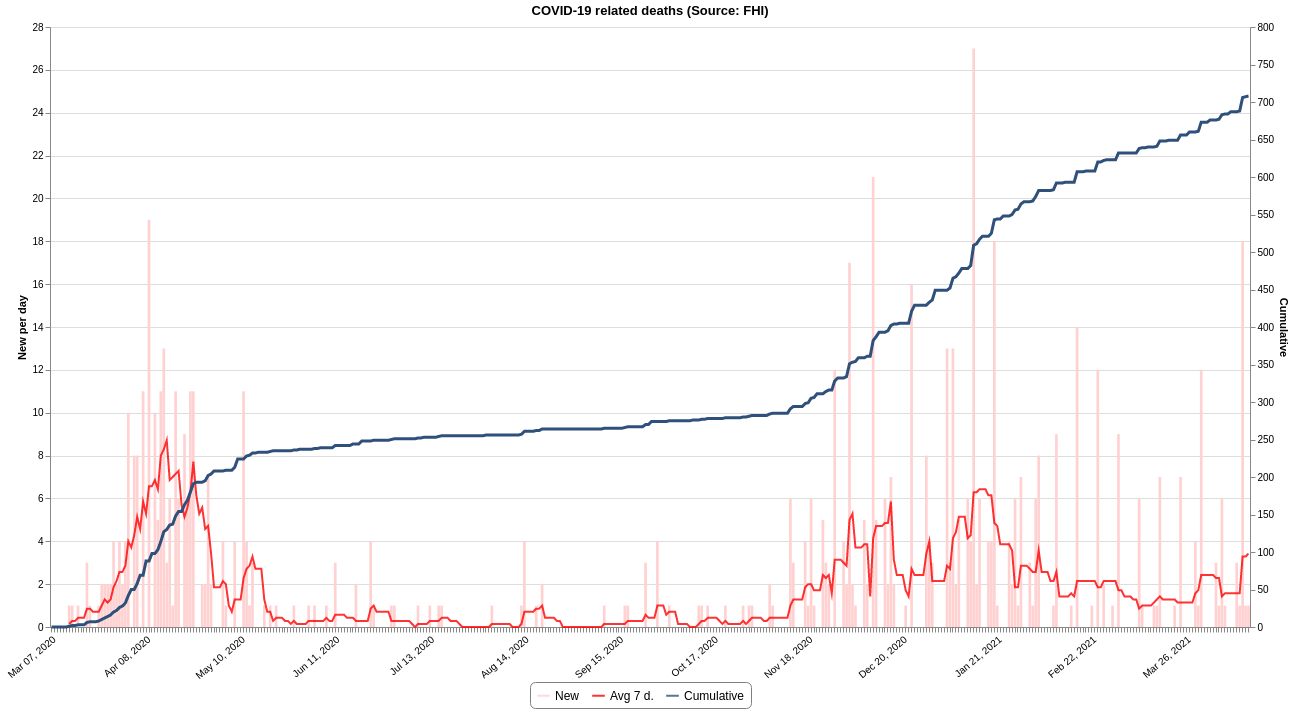 COVID-19 related deaths (Source: FHI)
28
26
24
22
20
18
16
14
12
10
8
6
4
2
0
New per day
800
750
700
650
600
550
500
450
400
350
300
250
200
150
100
50
0
Cumulative
Mar 07, 2020
Apr 08, 2020
May 10, 2020
Jun 11, 2020
Jul 13, 2020
Aug 14, 2020
Sep 15, 2020
Oct 17, 2020
Nov 18, 2020
Dec 20, 2020
Jan 21, 2021
Feb 22, 2021
Mar 26, 2021
New Avg 7 d. Cumulative